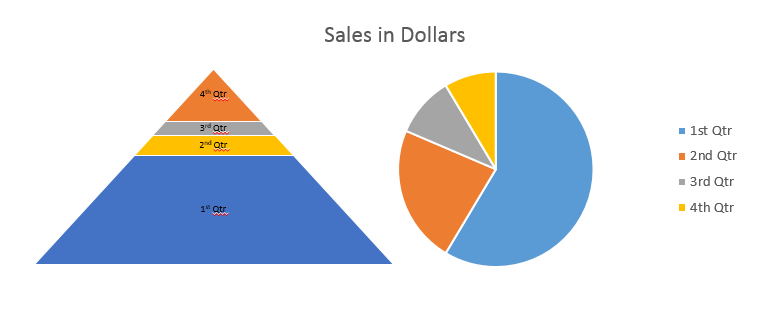 Sales in Dollars
4th Qtr
3rd Qtr
2nd Qtr
1st Qtr
1st Qtr
2nd Qtr
3rd Qtr
4th Qtr